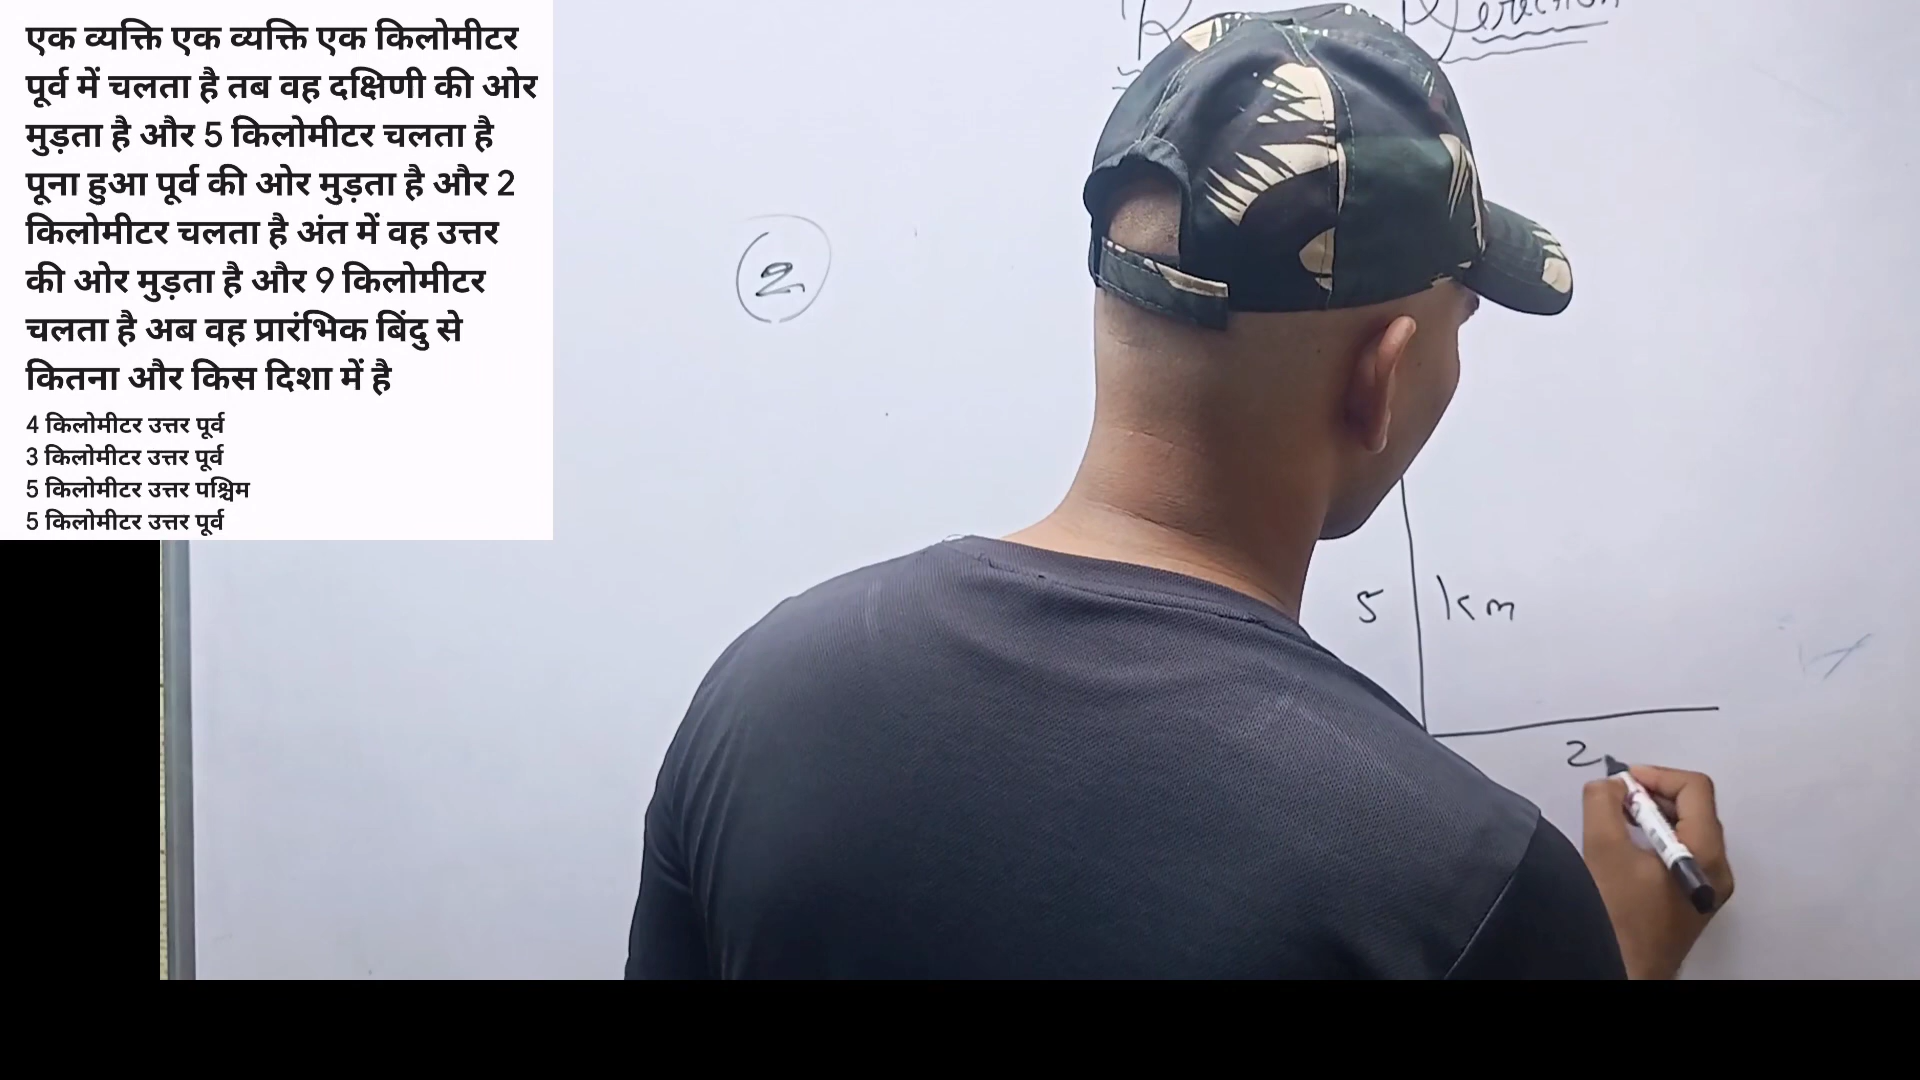 एक व्यक्ति एक व्यक्ति एक किलोमीटर
पूर्व में चलता है तब वह दक्षिणी की ओर
मुड़ता है और 5 किलोमीटर चलता है
पूना हुआ पूर्व की ओर मुड़ता है और 2
किलोमीटर चलता है अंत में वह उत्तर
की ओर मुड़ता है और 9 किलोमीटर
चलता है अब वह प्रारंभिक बिंदु से
कितना और किस दिशा में है
4 किलोमीटर उत्तर पूर्व
3 किलोमीटर उत्तर पूर्व
5 किलोमीटर उत्तर पश्चिम
5 किलोमीटर उत्तर पूर्व
2
5 km
2